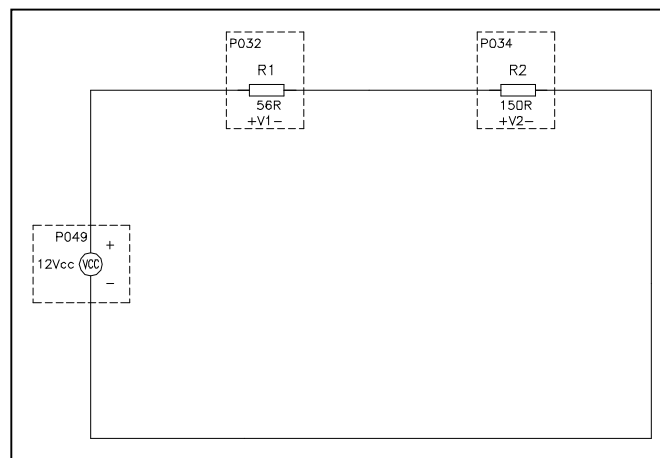 P032
R1
56R
+V1-
P034
R2
150R
+V2-
P049
+
12Vcc
VCC
-